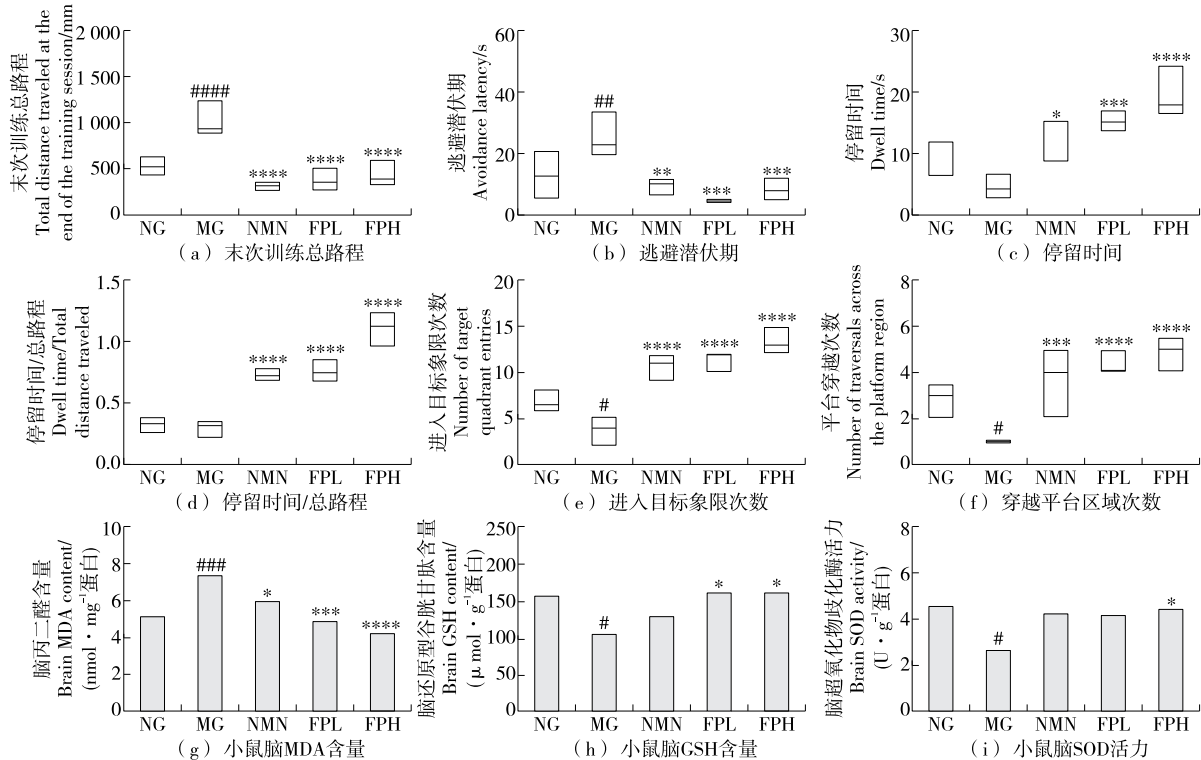 末次训练总路程
Total distance traveled at the
end of the training session/mm
2 000
1 500
1 000
500
0
####
****
****
****
NG MG NMN FPL FPH
（a）末次训练总路程
逃避潜伏期
Avoidance latency/s
60
40
20
0
##
**
***
***
NG MG NMN FPL FPH
（b）逃避潜伏期
停留时间
Dwell time/s
30
20
10
0
*
***
****
NG MG NMN FPL FPH
（c）停留时间
停留时间/总路程
Dwell time/Total
distance traveled
1.5
1.0
0.5
0.0
****
****
****
NG MG NMN FPL FPH
（d）停留时间/总路程
进入目标象限次数
Number of target
quadrant entries
20
15
10
5
0
#
****
****
****
NG MG NMN FPL FPH
（e）进入目标象限次数
平台穿越次数
Number of traversals across
the platform region
8
6
4
2
0
#
***
****
****
NG MG NMN FPL FPH
（f）穿越平台区域次数
脑丙二醛含量
Brain MDA content/
(nmol·mg⁻¹蛋白)
10
8
6
4
2
0
###
*
***
****
NG MG NMN FPL FPH
（g）小鼠脑MDA含量
脑还原型谷胱甘肽含量
Brain GSH content/
(μmol·g⁻¹蛋白)
250
200
150
100
50
0
#
*
*
NG MG NMN FPL FPH
（h）小鼠脑GSH含量
脑超氧化物歧化酶活力
Brain SOD activity/
(U·g⁻¹蛋白)
8
6
4
2
0
#
*
NG MG NMN FPL FPH
（i）小鼠脑SOD活力